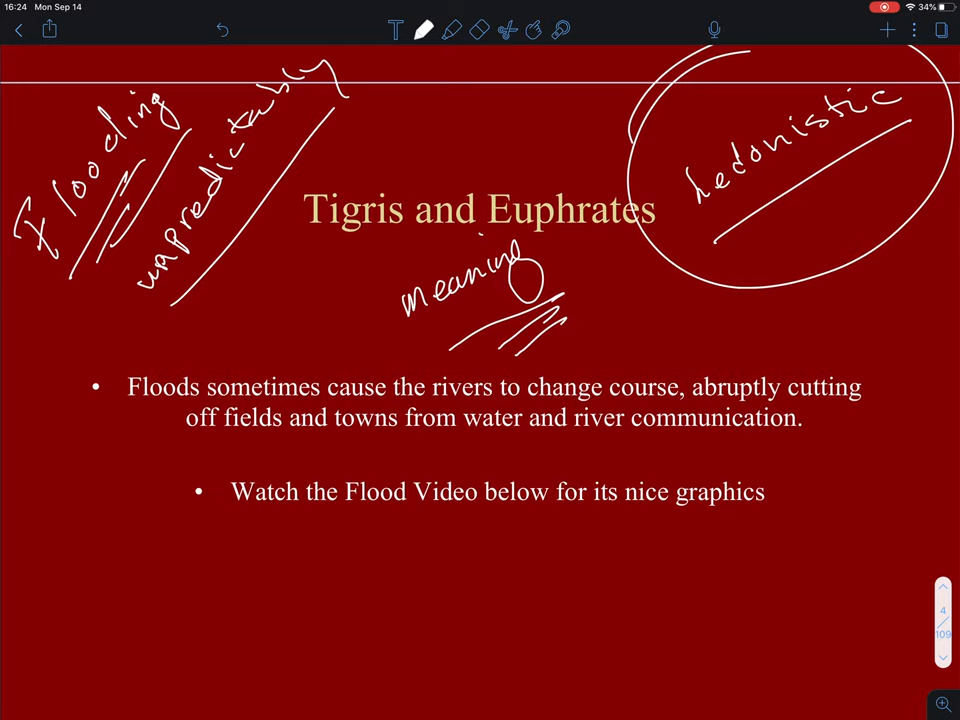 16:24 Mon Sep 14
34%
T
Flooding
unpredictably
hedonistic
Tigris and Euphrates
meaning
• Floods sometimes cause the rivers to change course, abruptly cutting
off fields and towns from water and river communication.
• Watch the Flood Video below for its nice graphics
4
/
109